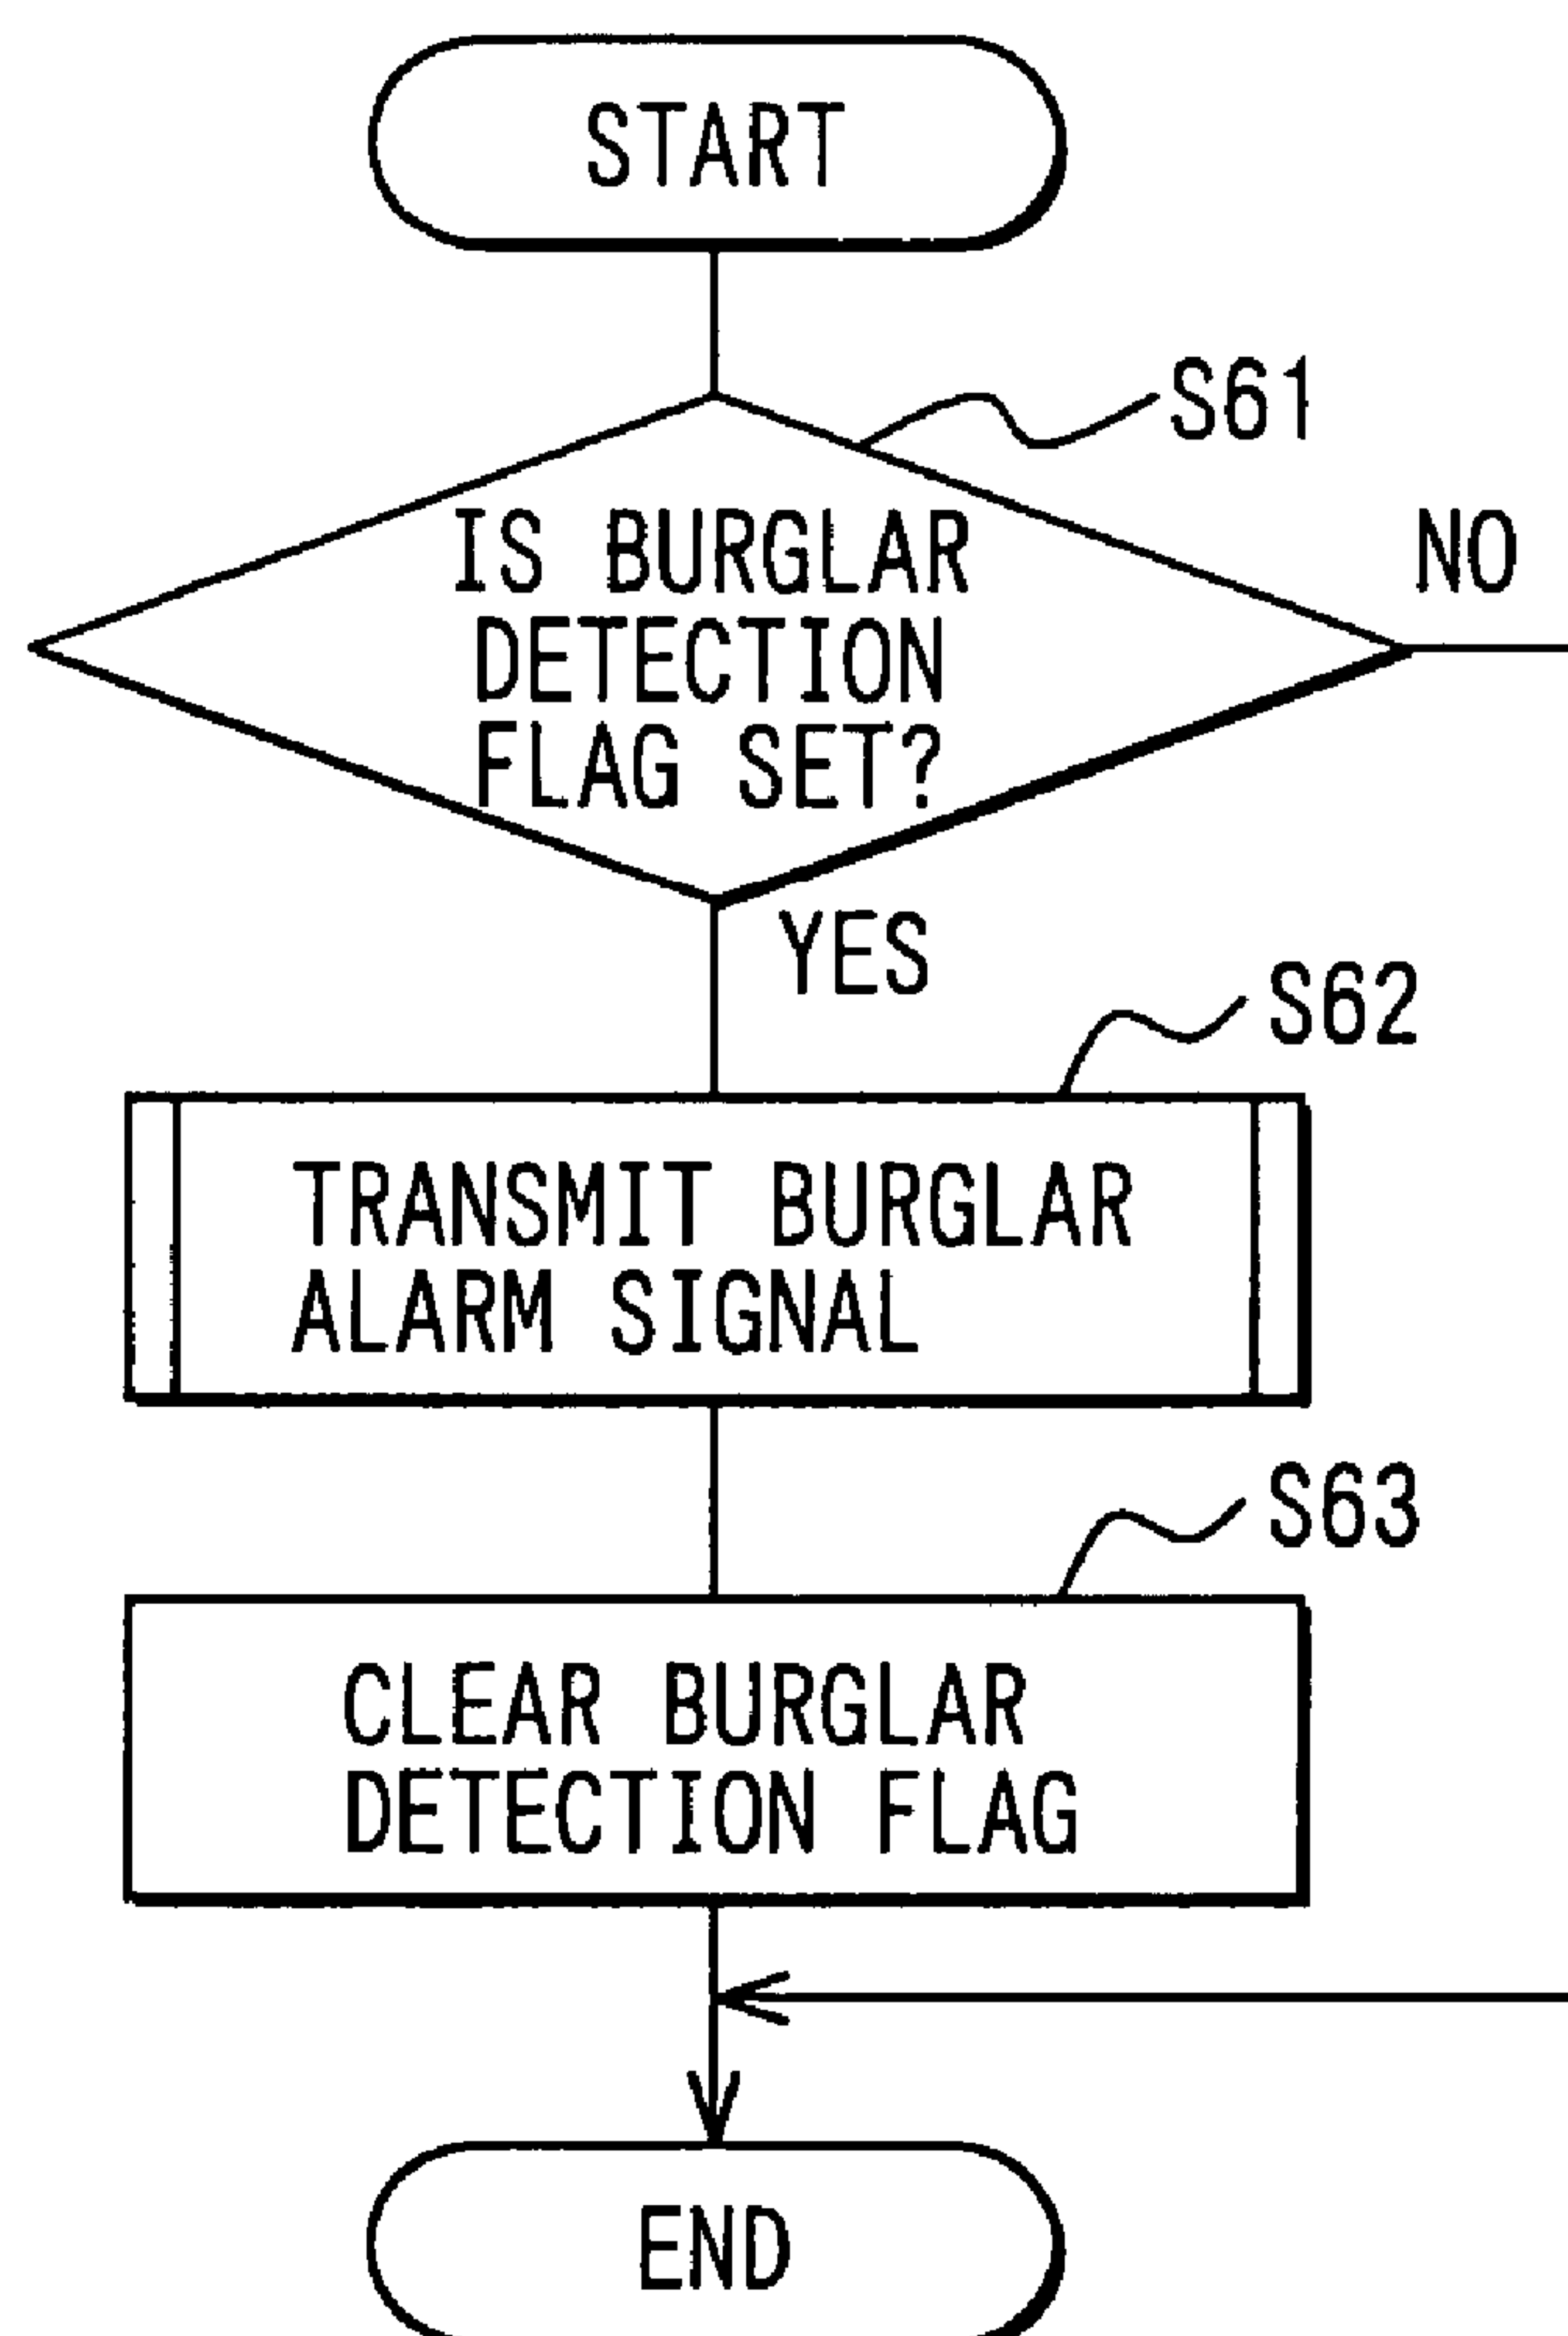 START
S61
IS BURGLAR
DETECTION
FLAG SET?
NO
YES
S62
TRANSMIT BURGLAR
ALARM SIGNAL
S63
CLEAR BURGLAR
DETECTION FLAG
END